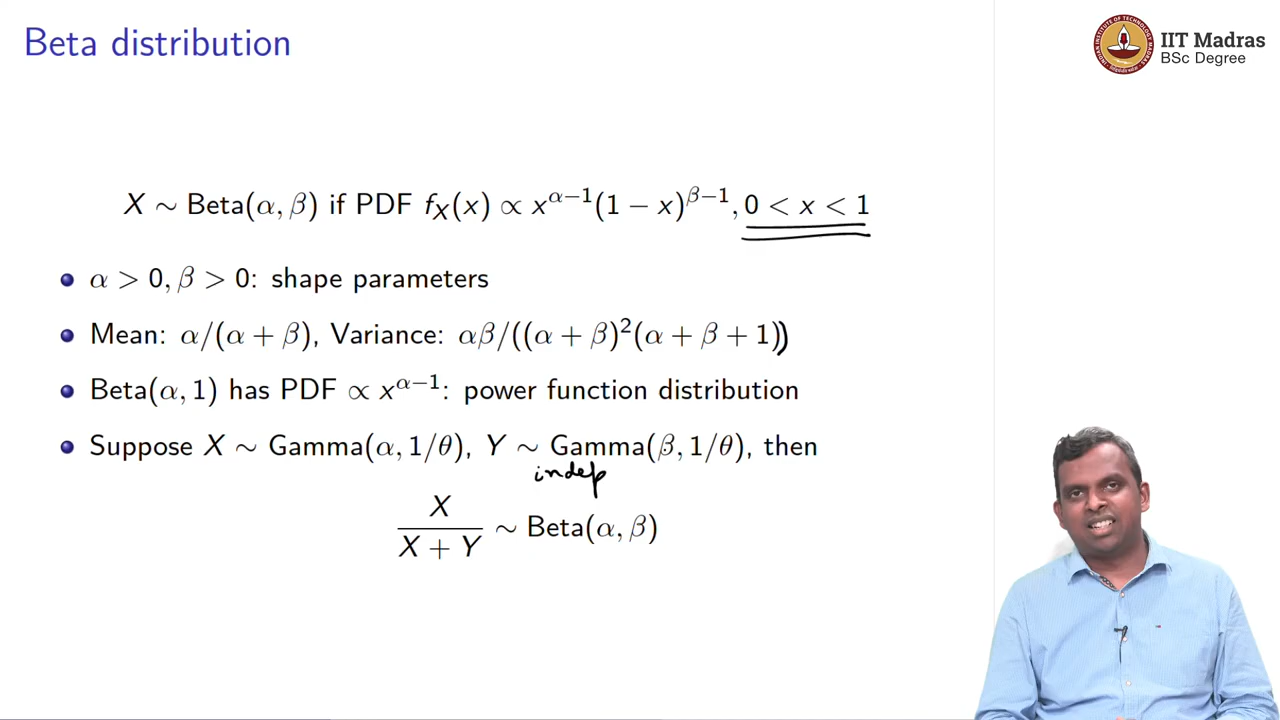 Beta distribution
IIT Madras
BSc Degree
X ∼ Beta(α, β) if PDF f_X(x) ∝ x^{α−1}(1 − x)^{β−1}, 0 < x < 1
α > 0, β > 0: shape parameters
Mean: α/(α + β), Variance: αβ/((α + β)²(α + β + 1))
Beta(α, 1) has PDF ∝ x^{α−1}: power function distribution
Suppose X ∼ Gamma(α, 1/θ), Y ∼ Gamma(β, 1/θ), then
indep
X
X + Y ∼ Beta(α, β)